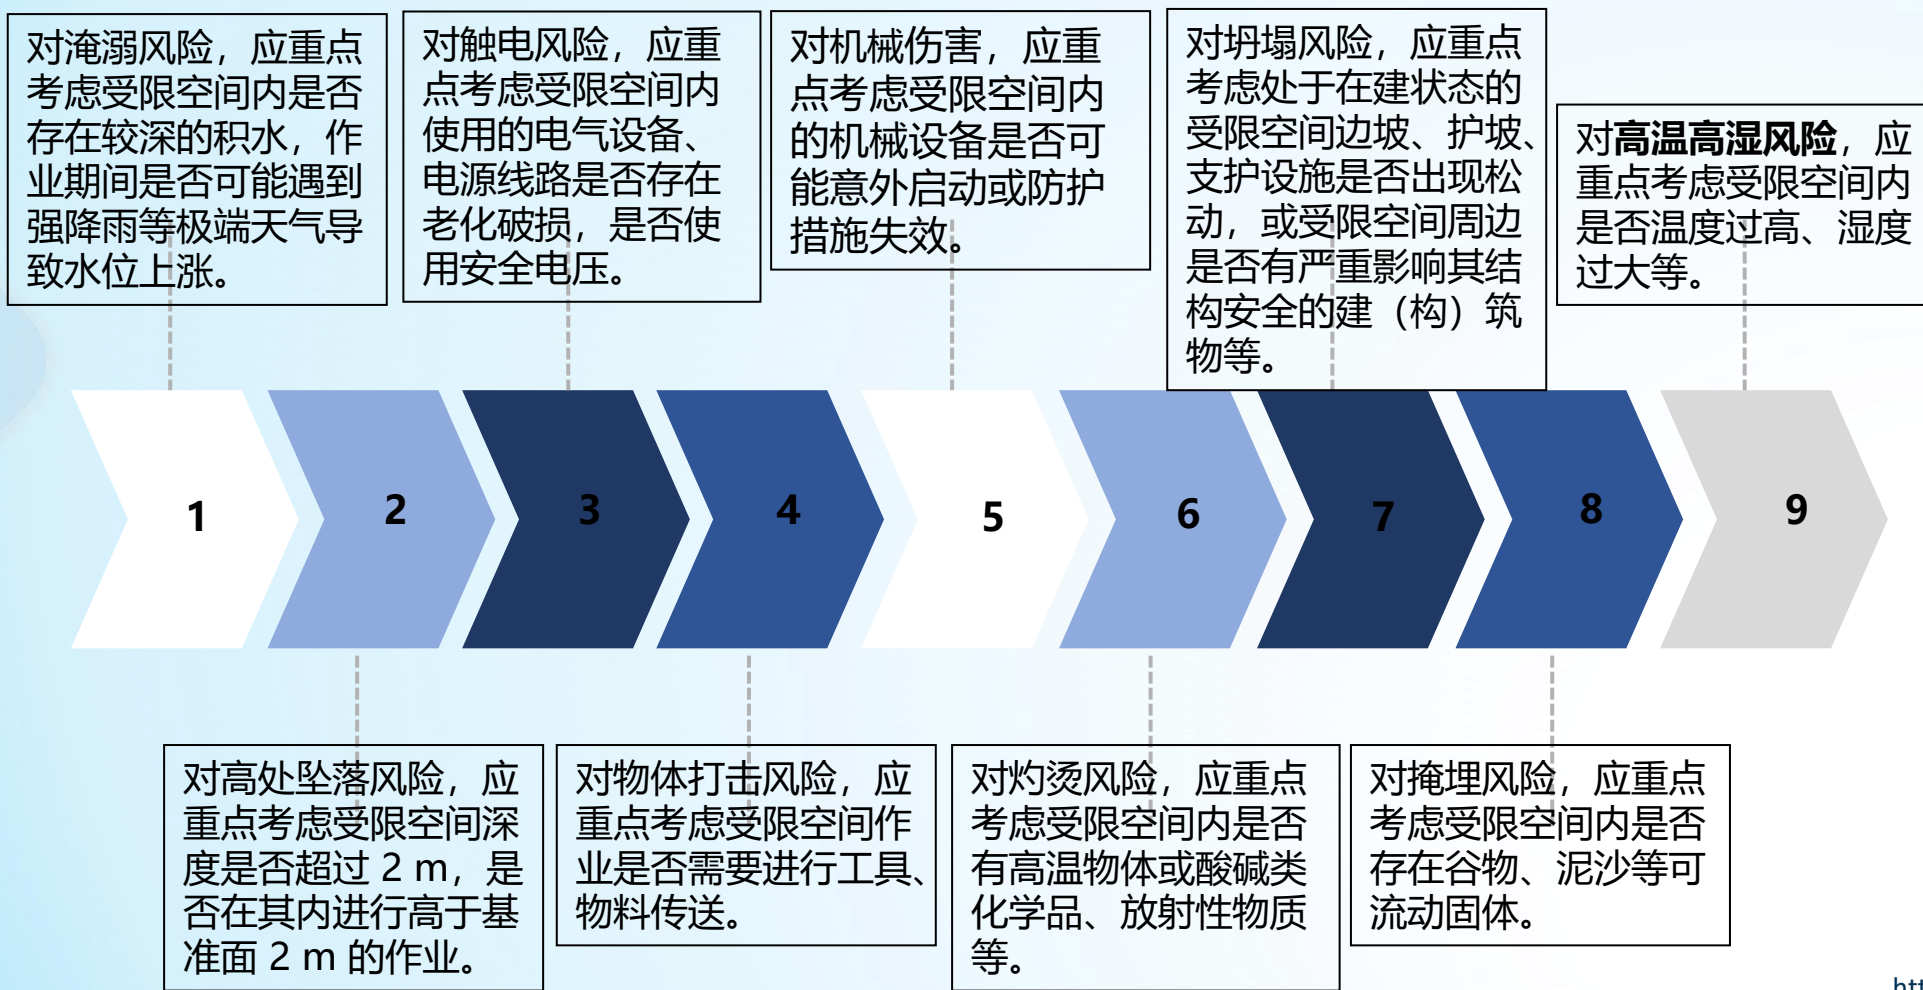 对淹溺风险，应重点
考虑受限空间内是否
存在较深的积水，作
业期间是否可能遇到
强降雨等极端天气导
致水位上涨。
对触电风险，应重
点考虑受限空间内
使用的电气设备、
电源线路是否存在
老化破损，是否使
用安全电压。
对机械伤害，应重
点考虑受限空间内
的机械设备是否可
能意外启动或防护
措施失效。
对坍塌风险，应重点
考虑处于在建状态的
受限空间边坡、护坡、
支护设施是否出现松
动，或受限空间周边
是否有严重影响其结
构安全的建（构）筑
物等。
对高温高湿风险，应
重点考虑受限空间内
是否温度过高、湿度
过大等。
1
2
3
4
5
6
7
8
9
对高处坠落风险，应
重点考虑受限空间深
度是否超过 2 m，是
否在其内进行高于基
准面 2 m 的作业。
对物体打击风险，应
重点考虑受限空间作
业是否需要进行工具、
物料传送。
对灼烫风险，应重点
考虑受限空间内是否
有高温物体或酸碱类
化学品、放射性物质
等。
对掩埋风险，应重点
考虑受限空间内是否
存在谷物、泥沙等可
流动固体。